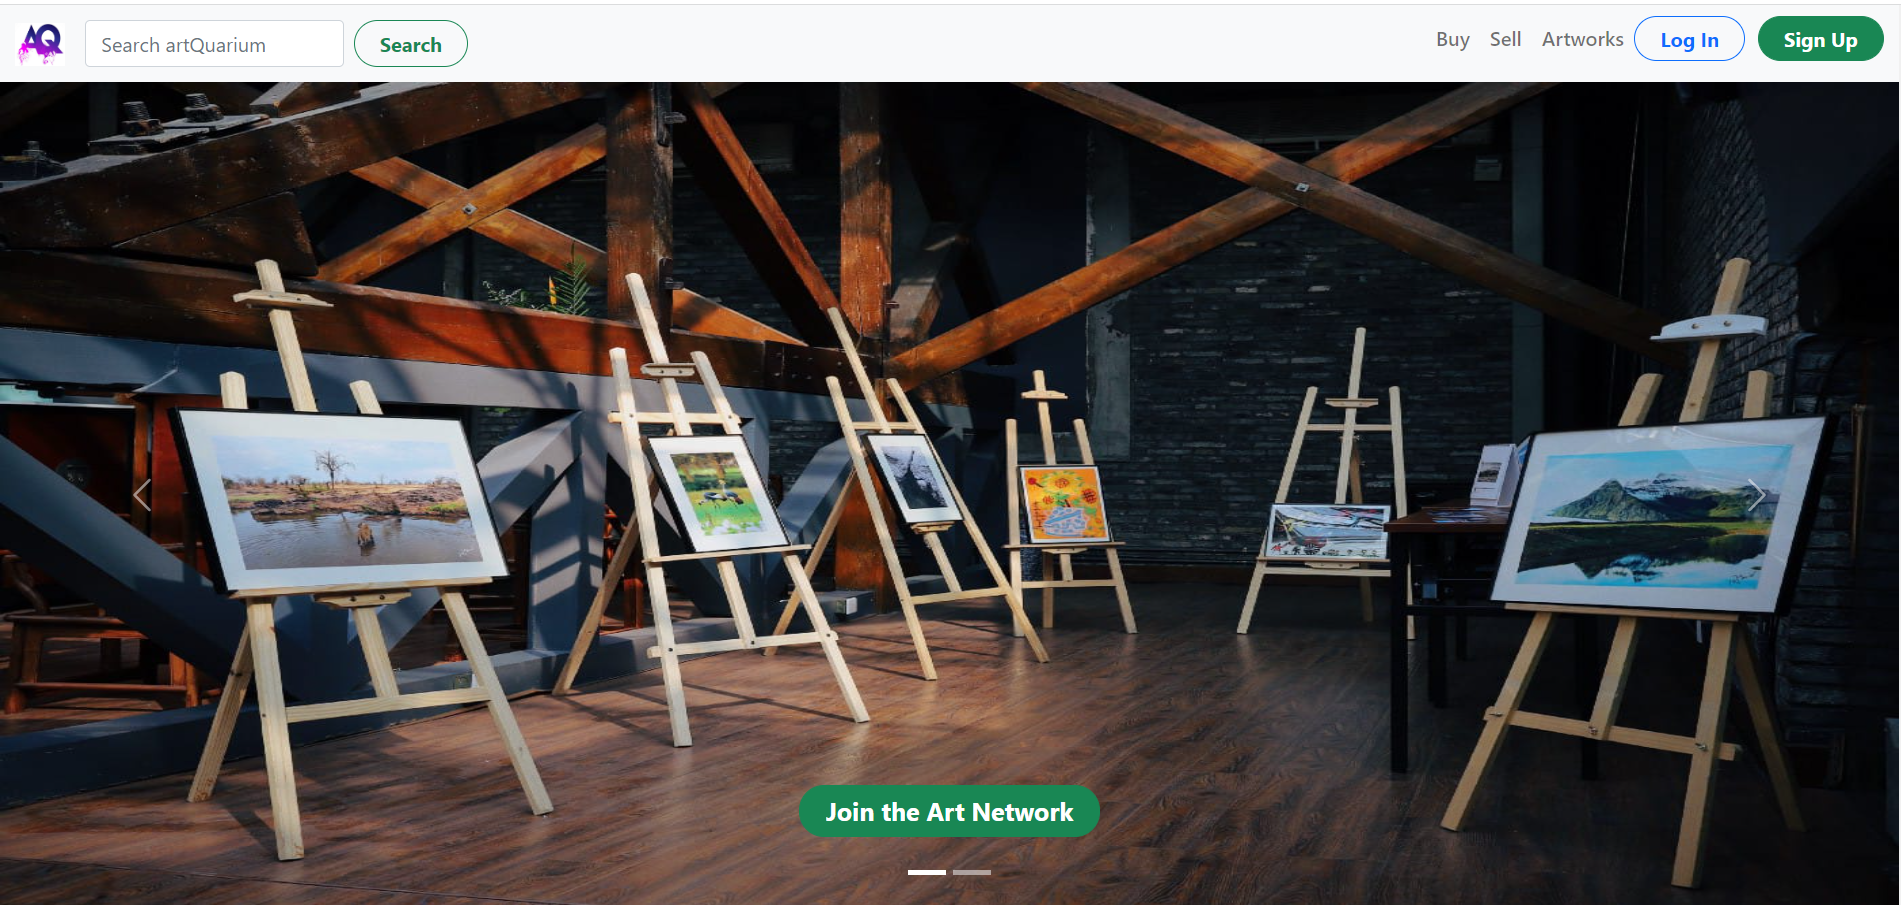 AQ
Search artQuarium
Search
Buy
Sell
Artworks
Log In
Sign Up
Join the Art Network